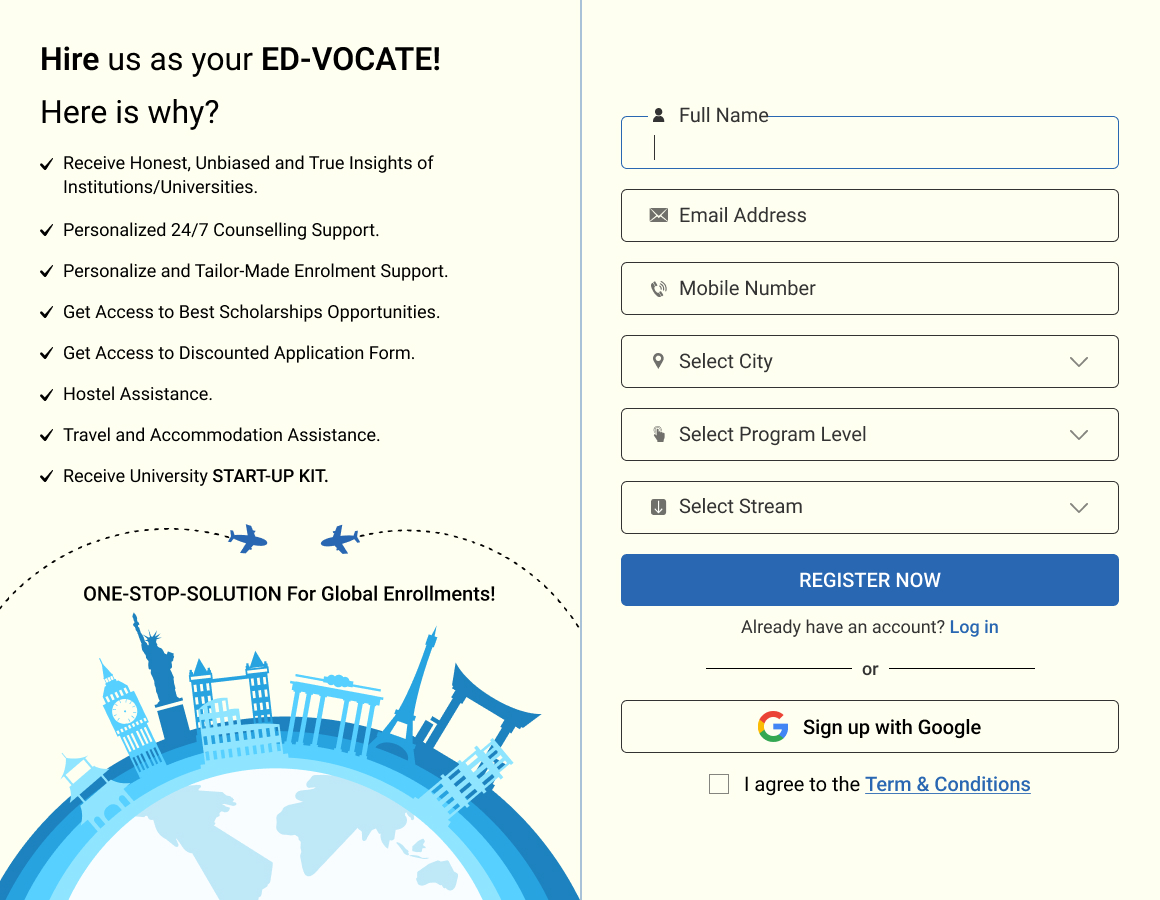 Hire us as your ED-VOCATE!
Here is why?
Receive Honest, Unbiased and True Insights of
Institutions/Universities.
Personalized 24/7 Counselling Support.
Personalize and Tailor-Made Enrolment Support.
Get Access to Best Scholarships Opportunities.
Get Access to Discounted Application Form.
Hostel Assistance.
Travel and Accommodation Assistance.
Receive University START-UP KIT.
ONE-STOP-SOLUTION For Global Enrollments!
Full Name
Email Address
Mobile Number
Select City
Select Program Level
Select Stream
REGISTER NOW
Already have an account? Log in
or
Sign up with Google
I agree to the Term & Conditions